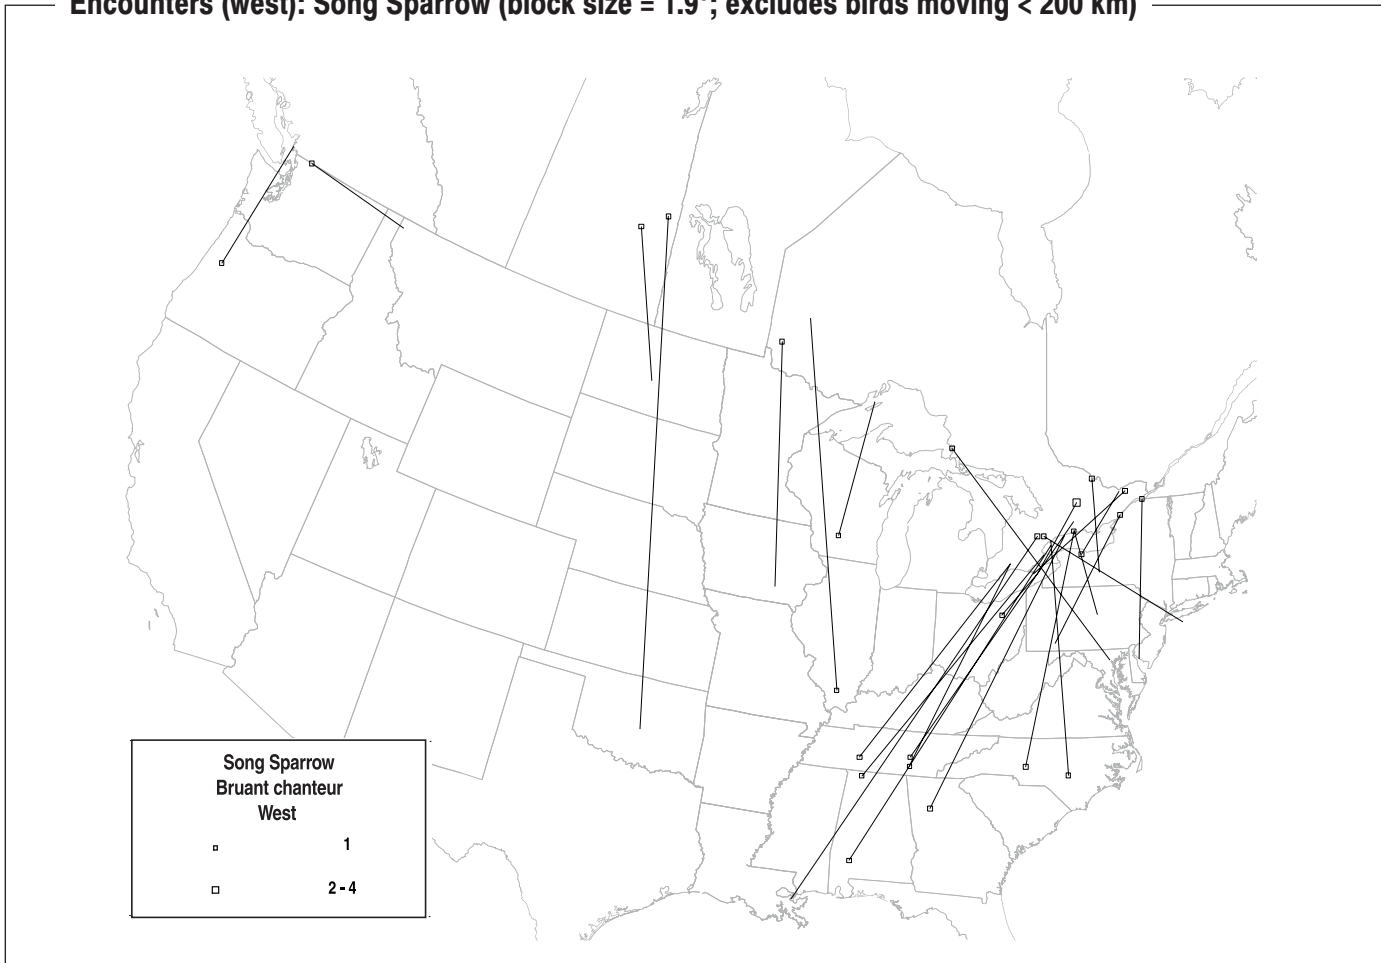 Encounters (west): Song Sparrow (block size = 1.9°; excludes birds moving < 200 km)
Song Sparrow
Bruant chanteur
West
1
2 - 4